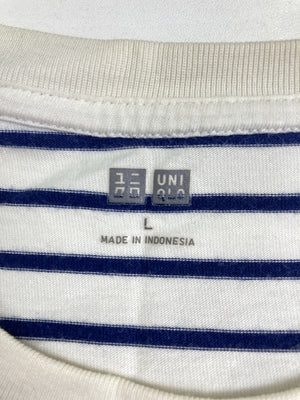 ユニ UNI
クロ QLO
L
MADE IN INDONESIA